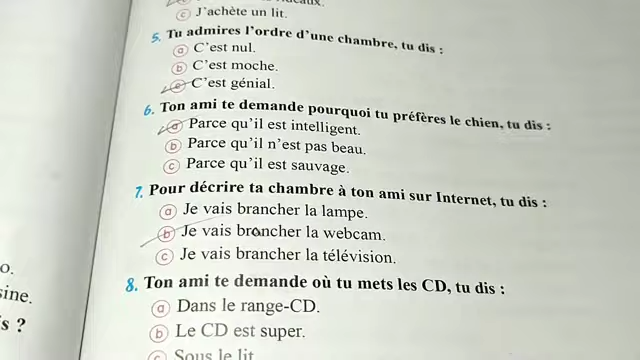 ⓒ J'achète un lit.
5. Tu admires l'ordre d'une chambre, tu dis :
ⓐ C'est nul.
ⓑ C'est moche.
ⓒ C'est génial.
6. Ton ami te demande pourquoi tu préfères le chien, tu dis :
ⓐ Parce qu'il est intelligent.
ⓑ Parce qu'il n'est pas beau.
ⓒ Parce qu'il est sauvage.
7. Pour décrire ta chambre à ton ami sur Internet, tu dis :
ⓐ Je vais brancher la lampe.
ⓑ Je vais brancher la webcam.
ⓒ Je vais brancher la télévision.
8. Ton ami te demande où tu mets les CD, tu dis :
ⓐ Dans le range-CD.
ⓑ Le CD est super.
ⓒ Sous le lit
o.
sine.
s ?